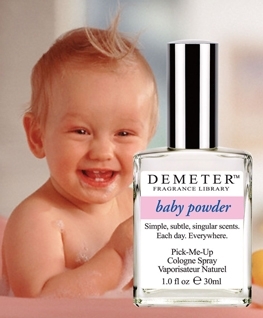 DEMETER™
FRAGRANCE LIBRARY
baby powder
Simple, subtle, singular scents.
Each day. Everywhere.
Pick-Me-Up
Cologne Spray
Vaporisateur Naturel
1.0 fl oz ℮ 30ml